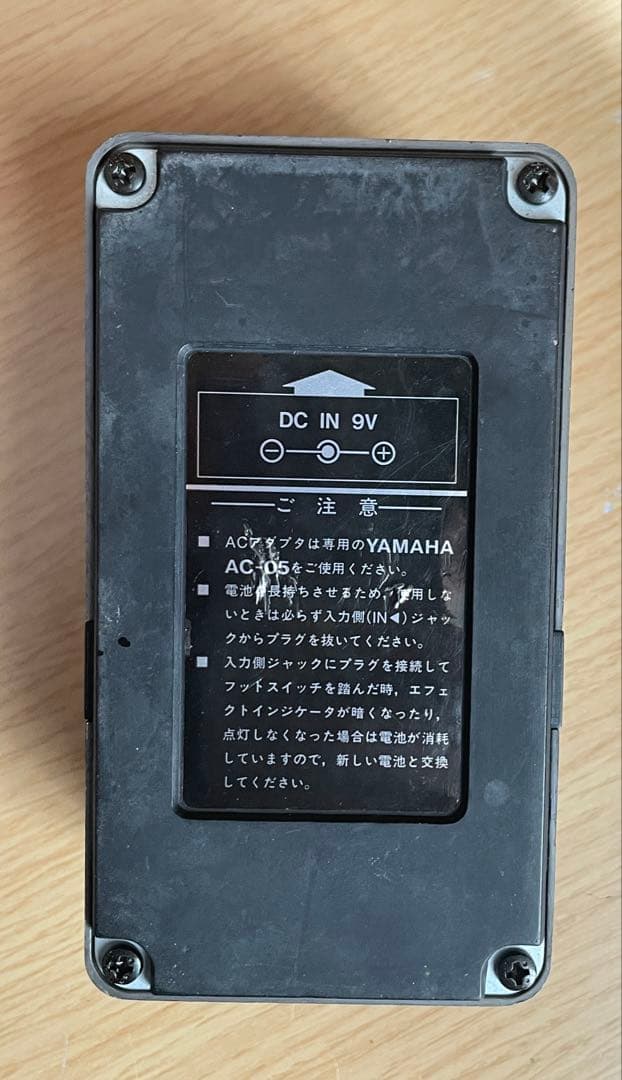 DC IN 9V
ご注意
■ ACアダプタは専用のYAMAHA
AC-05をご使用ください。
■ 電池 長持ちさせるため、使用しな
いときは必らず入力側(IN◀)ジャッ
クからプラグを抜いてください。
■ 入力側ジャックにプラグを接続して
フットスイッチを踏んだ時，エフェ
クトインジケータが暗くなったり，
点灯しなくなった場合は電池が消耗
していますので，新しい電池と交換
してください。